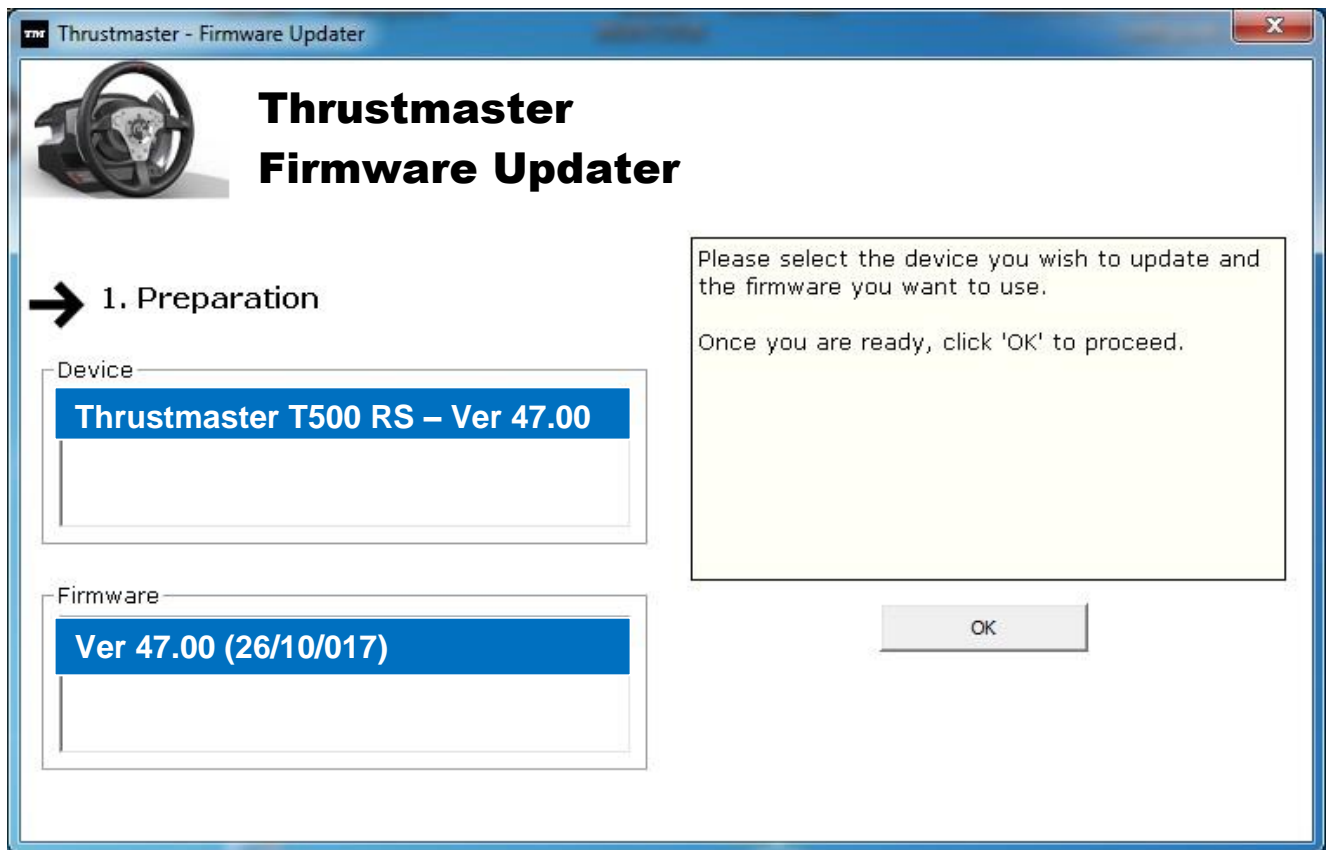 Thrustmaster - Firmware Updater
Thrustmaster
Firmware Updater
1. Preparation
Please select the device you wish to update and
the firmware you want to use.
Once you are ready, click 'OK' to proceed.
Device
Thrustmaster T500 RS – Ver 47.00
Firmware
Ver 47.00 (26/10/017)
OK